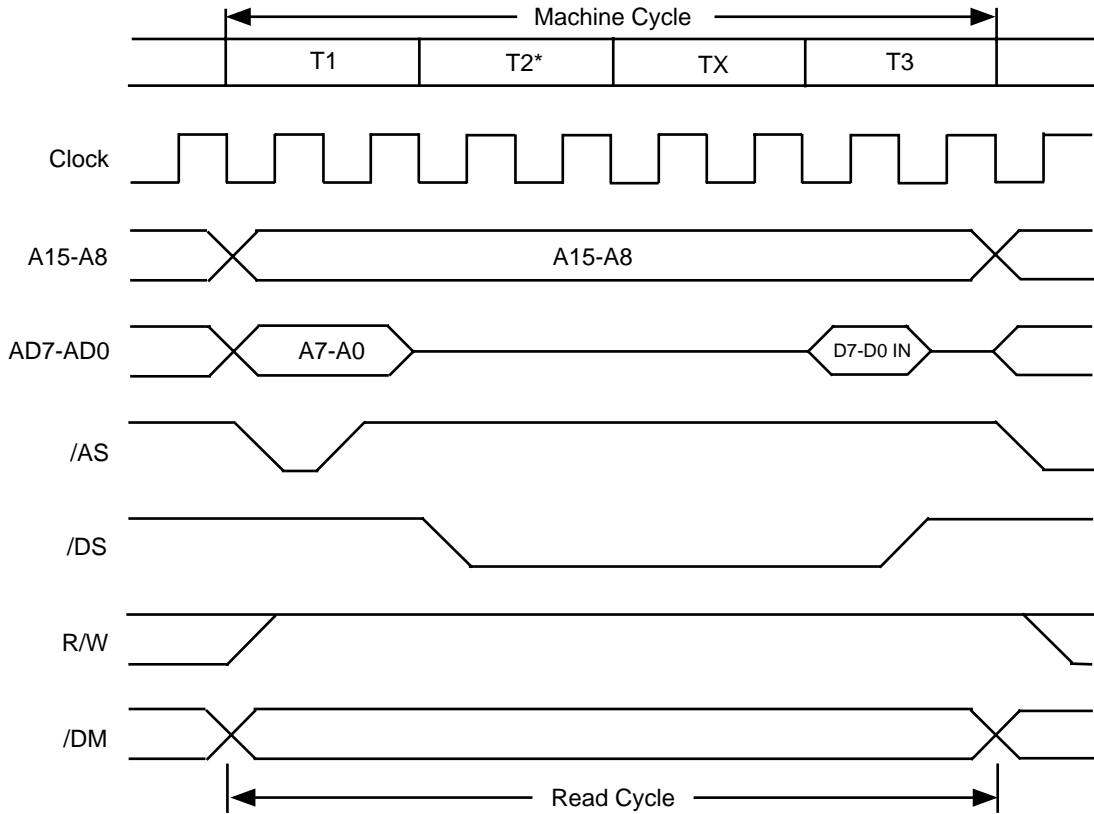 Machine Cycle
T1 T2* TX T3
Clock
A15-A8 A15-A8
AD7-AD0 A7-A0 D7-D0 IN
/AS
/DS
R/W
/DM
Read Cycle